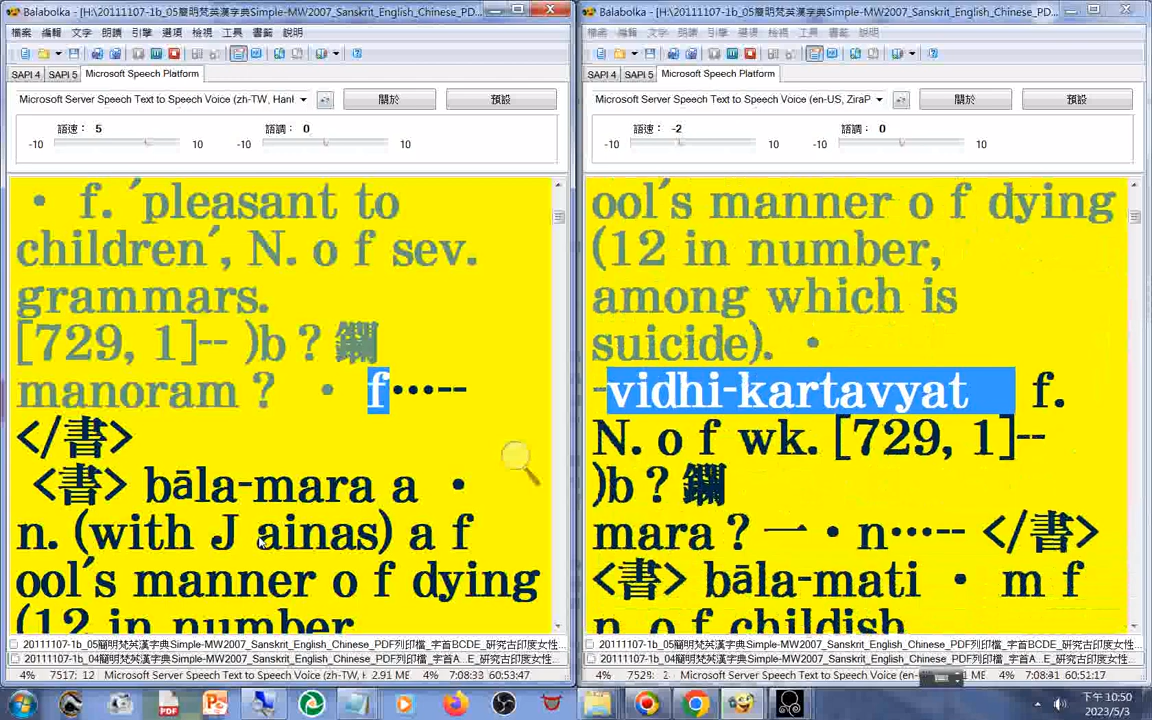 Balabolka - [H:\20111107-1b_05簡明梵英漢字典Simple-MW2007_Sanskrit_English_Chinese_PD...
檔案 編輯 文字 朗讀 引擎 選項 檢視 工具 書籤 說明
SAPI 4 SAPI 5 Microsoft Speech Platform
Microsoft Server Speech Text to Speech Voice (zh-TW, Hanl
關於 預設
語速： 5 語調： 0
-10 10 -10 10
• f. ´pleasant to
children´, N. o f sev.
grammars.
[729, 1]-- )b ? 鑭
manoram ? • f…--
</書>
<書> bāla-mara a •
n. (with J ainas) a f
ool´s manner o f dying
(12 in number,
20111107-1b_05簡明梵英漢字典Simple-MW2007_Sanskrit_English_Chinese_PDF列印檔_字首BCDE_研究古印度女性...
20111107-1b_04簡明梵英漢字典Simple-MW2007_Sanskrit_English_Chinese_PDF列印檔_字首A...E_研究古印度女性...
4% 7517: 12 Microsoft Server Speech Text to Speech Voice (zh-TW, H 2.91 MB 4% 7:08:33 60:53:47
Balabolka - [H:\20111107-1b_05簡明梵英漢字典Simple-MW2007_Sanskrit_English_Chinese_PD...
檔案 編輯 文字 朗讀 引擎 選項 檢視 工具 書籤 說明
SAPI 4 SAPI 5 Microsoft Speech Platform
Microsoft Server Speech Text to Speech Voice (en-US, ZiraP
關於 預設
語速： -2 語調： 0
-10 10 -10 10
ool´s manner o f dying
(12 in number,
among which is
suicide). •
-vidhi-kartavyat f.
N. o f wk. [729, 1]--
)b ? 鑭
mara ? 一 • n…-- </書>
<書> bāla-mati • m f
n. o f childish
20111107-1b_05簡明梵英漢字典Simple-MW2007_Sanskrit_English_Chinese_PDF列印檔_字首BCDE_研究古印度女性...
20111107-1b_04簡明梵英漢字典Simple-MW2007_Sanskrit_English_Chinese_PDF列印檔_字首A...E_研究古印度女性...
4% 7528: Microsoft Server Speech Text to Speech Voice (en-US, 4% 7:08:41 60:51:17
PDF
下午 10:50
2023/5/3